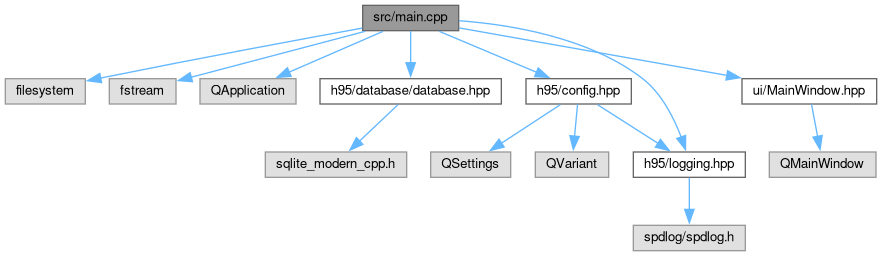 src/main.cpp
filesystem
fstream
QApplication
h95/database/database.hpp
h95/config.hpp
ui/MainWindow.hpp
sqlite_modern_cpp.h
QSettings
QVariant
h95/logging.hpp
QMainWindow
spdlog/spdlog.h